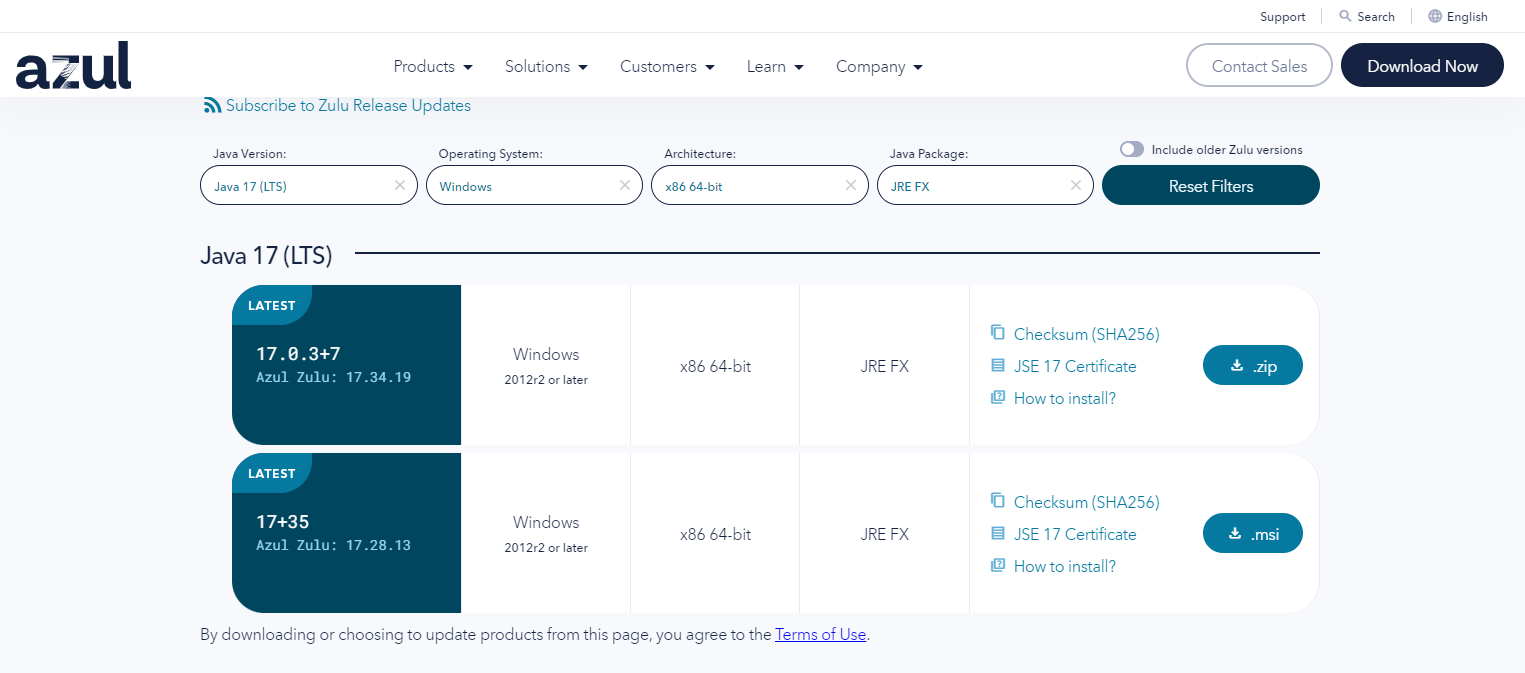 Support Search English
azul Products Solutions Customers Learn Company Contact Sales Download Now
Subscribe to Zulu Release Updates
Java Version: Operating System: Architecture: Java Package: Include older Zulu versions
Java 17 (LTS) Windows x86 64-bit JRE FX Reset Filters
Java 17 (LTS)
LATEST
17.0.3+7
Azul Zulu: 17.34.19
Windows
2012r2 or later
x86 64-bit
JRE FX
Checksum (SHA256)
JSE 17 Certificate
How to install?
.zip
LATEST
17+35
Azul Zulu: 17.28.13
Windows
2012r2 or later
x86 64-bit
JRE FX
Checksum (SHA256)
JSE 17 Certificate
How to install?
.msi
By downloading or choosing to update products from this page, you agree to the Terms of Use.